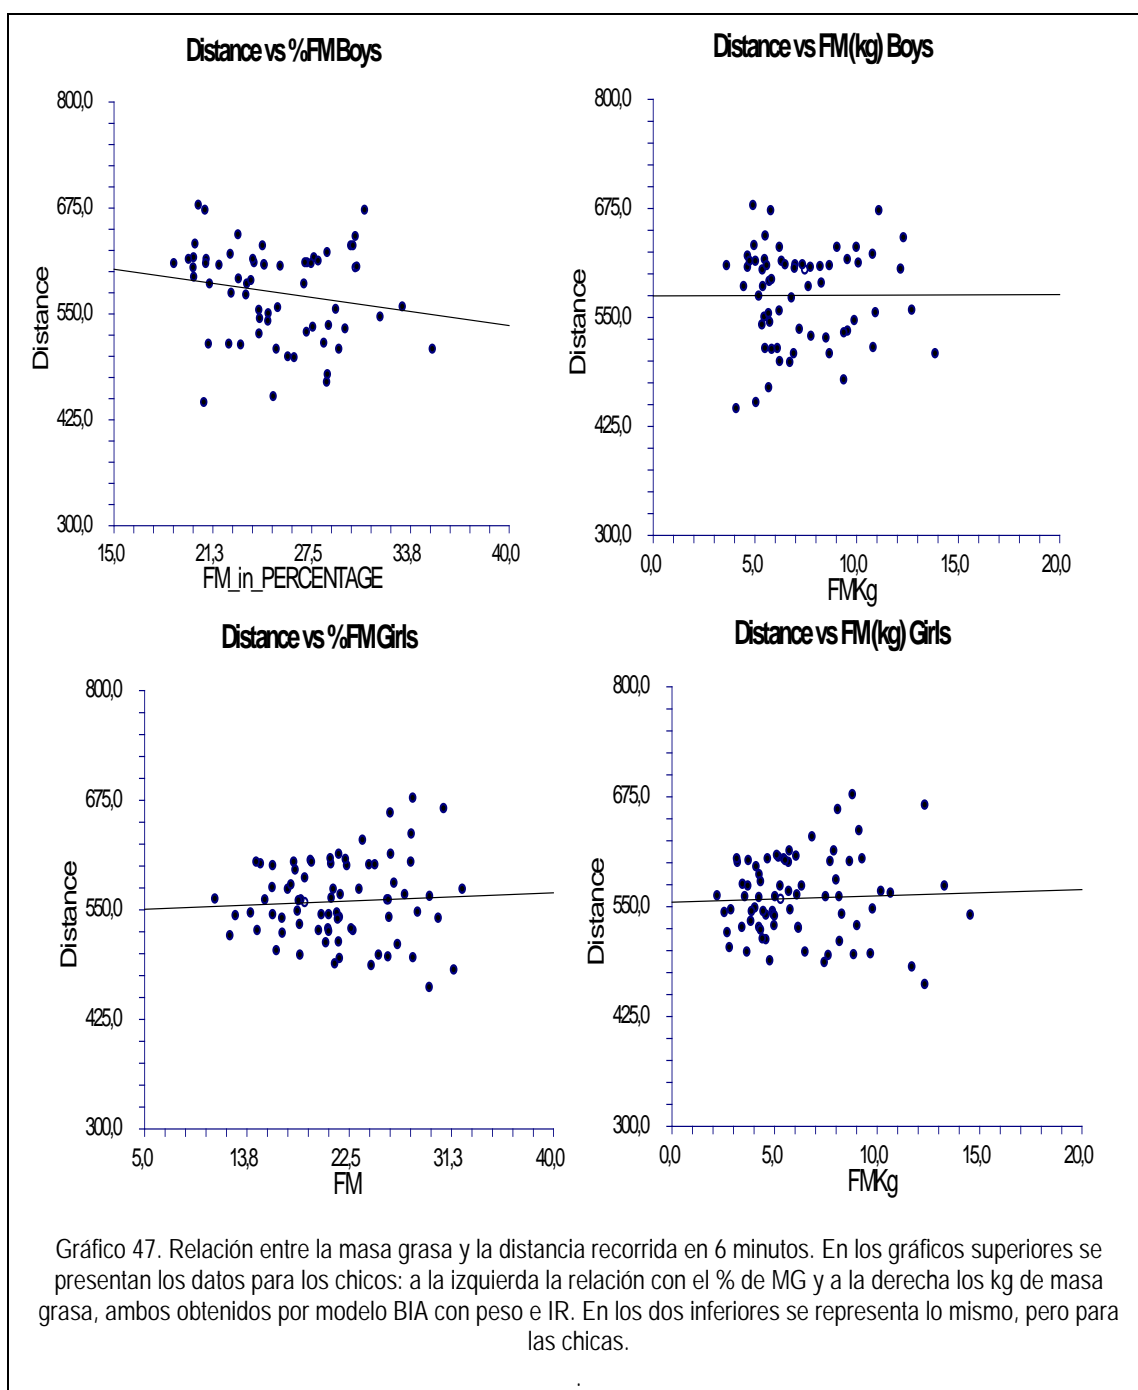 Distance vs %FM Boys
800,0
675,0
550,0
425,0
300,0
Distance
15,0 21,3 27,5 33,8 40,0
FM_in_PERCENTAGE
Distance vs FM(kg) Boys
800,0
675,0
550,0
425,0
300,0
Distance
0,0 5,0 10,0 15,0 20,0
FMKg
Distance vs %FM Girls
800,0
675,0
550,0
425,0
300,0
Distance
5,0 13,8 22,5 31,3 40,0
FM
Distance vs FM(kg) Girls
800,0
675,0
550,0
425,0
300,0
Distance
0,0 5,0 10,0 15,0 20,0
FMKg
Gráfico 47. Relación entre la masa grasa y la distancia recorrida en 6 minutos. En los gráficos superiores se
presentan los datos para los chicos: a la izquierda la relación con el % de MG y a la derecha los kg de masa
grasa, ambos obtenidos por modelo BIA con peso e IR. En los dos inferiores se representa lo mismo, pero para
las chicas.
.